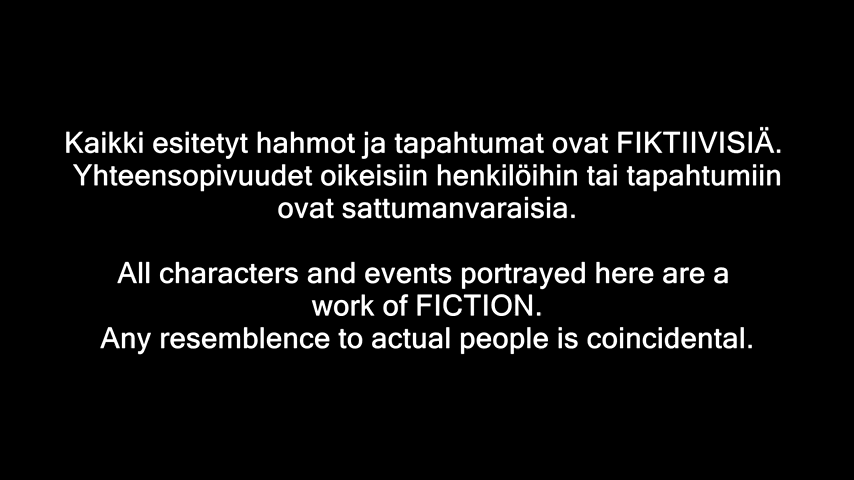 Kaikki esitetyt hahmot ja tapahtumat ovat FIKTIIVISIÄ.
Yhteensopivuudet oikeisiin henkilöihin tai tapahtumiin
ovat sattumanvaraisia.
All characters and events portrayed here are a
work of FICTION.
Any resemblence to actual people is coincidental.